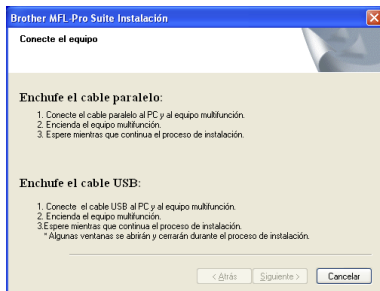 Brother MFL-Pro Suite Instalación
Conecte el equipo
Enchufe el cable paralelo:
1. Conecte el cable paralelo al PC y al equipo multifunción.
2. Encienda el equipo multifunción.
3. Espere mientras que continua el proceso de instalación.
Enchufe el cable USB:
1. Conecte el cable USB al PC y al equipo multifunción.
2. Encienda el equipo multifunción.
3.Espere mientras que continua el proceso de instalación.
* Algunas ventanas se abrirán y cerrarán durante el proceso de instalación.
< Atrás
Siguiente >
Cancelar